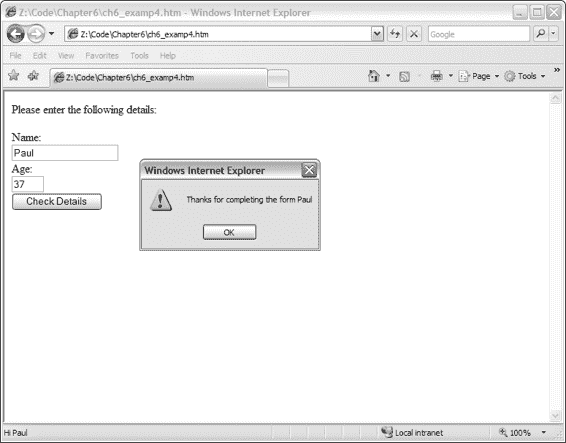 Z:\Code\Chapter6\ch6_examp4.htm - Windows Internet Explorer
Z:\Code\Chapter6\ch6_examp4.htm
Google
File Edit View Favorites Tools Help
Z:\Code\Chapter6\ch6_examp4.htm
Page Tools »
Please enter the following details:
Name:
Paul
Age:
37
Check Details
Windows Internet Explorer
Thanks for completing the form Paul
OK
Hi Paul
Local intranet
100%